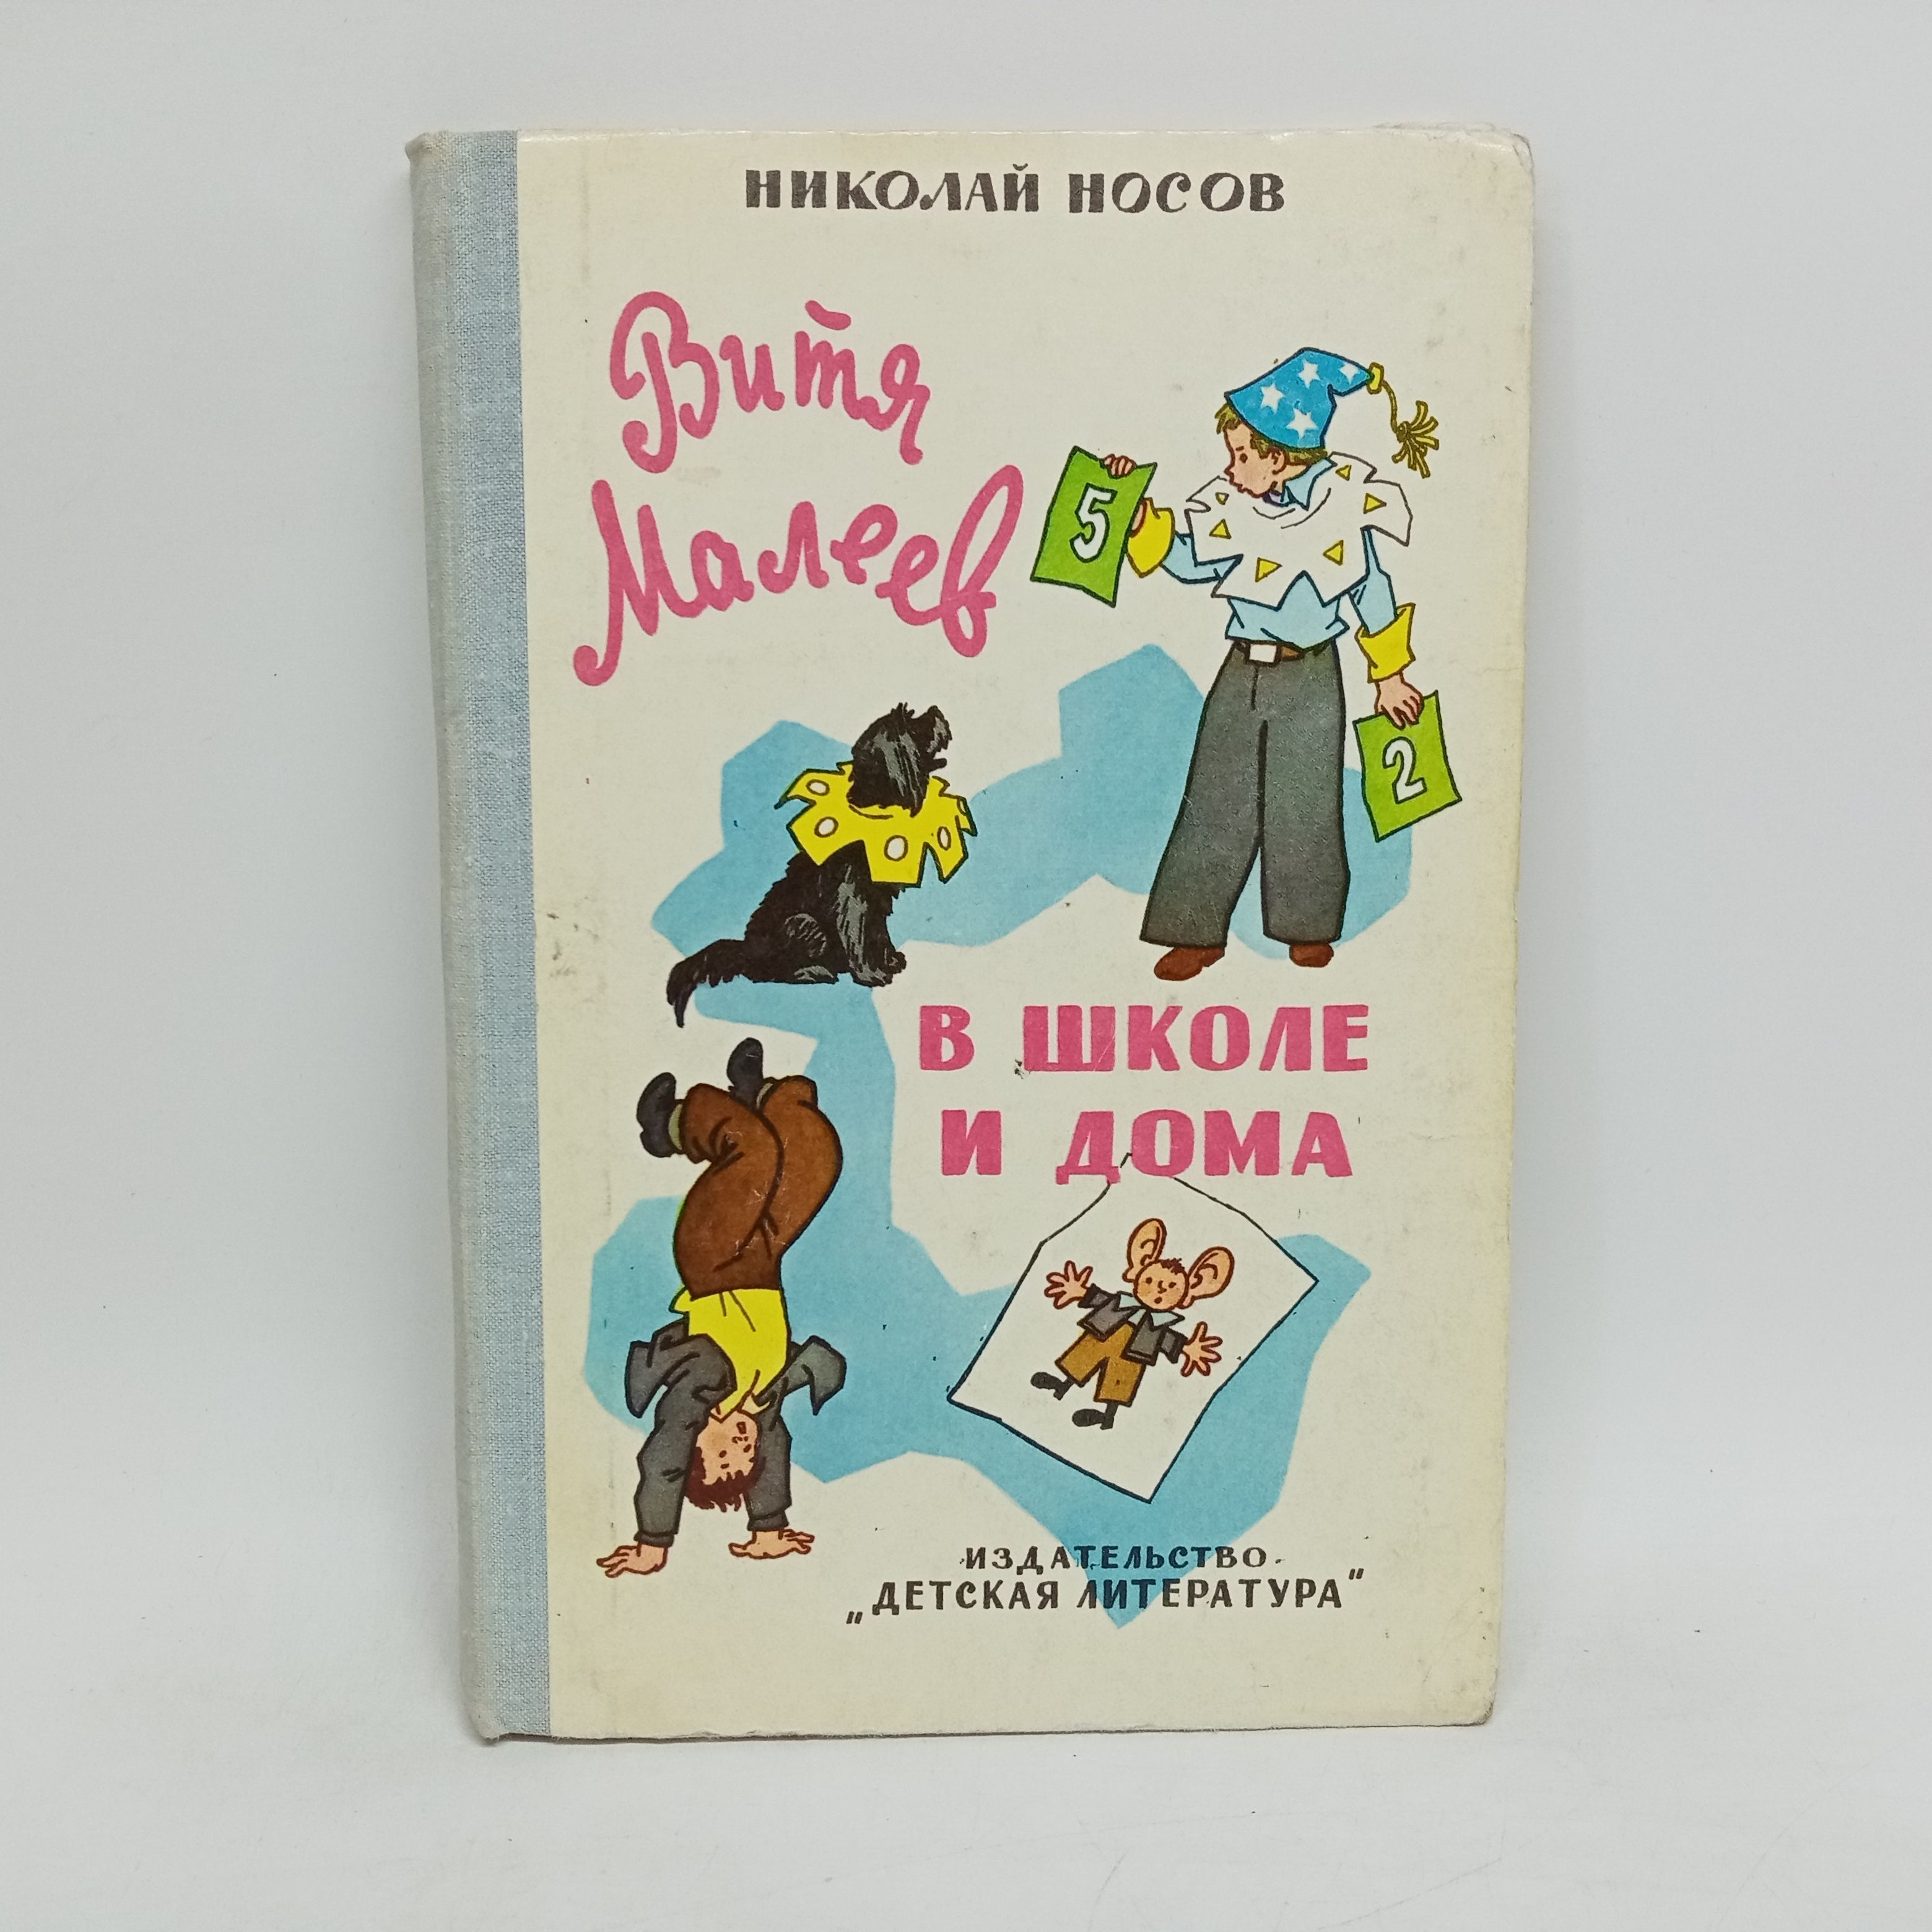 НИКОЛАЙ НОСОВ
Витя
Малеев
5
2
В ШКОЛЕ
И ДОМА
ИЗДАТЕЛЬСТВО
„ДЕТСКАЯ ЛИТЕРАТУРА"